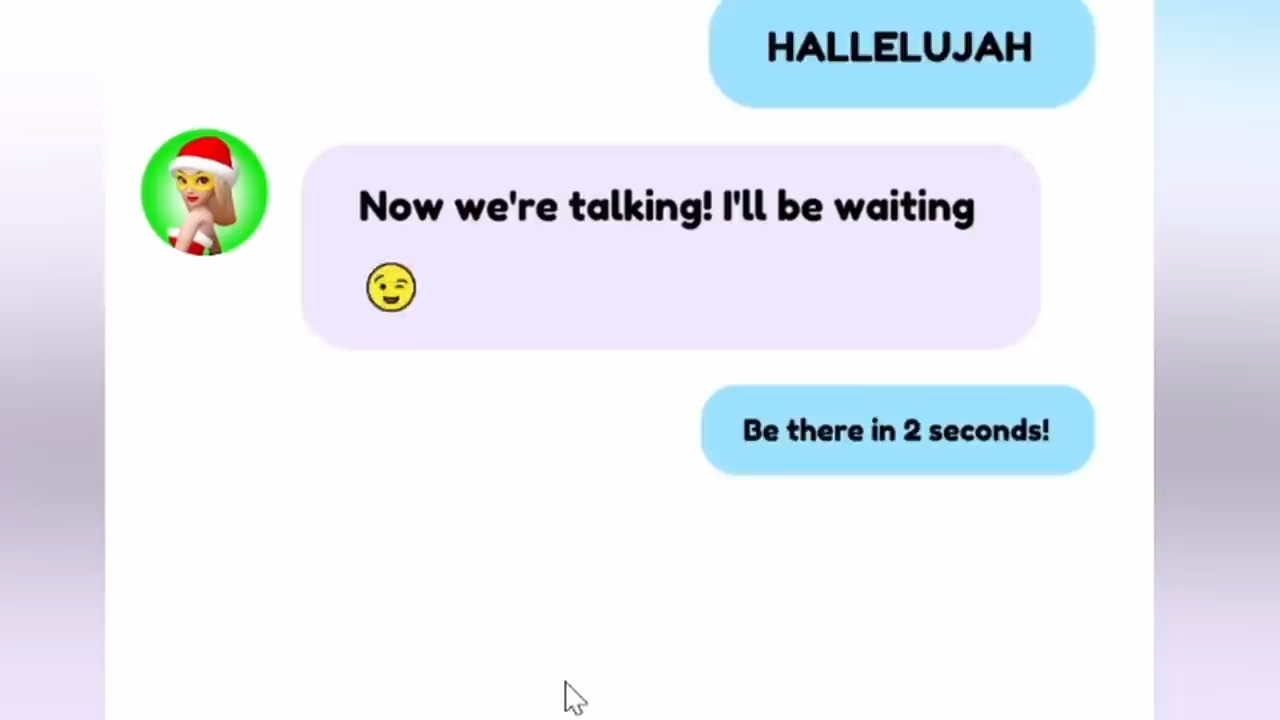 HALLELUJAH
Now we're talking! I'll be waiting
😉
Be there in 2 seconds!